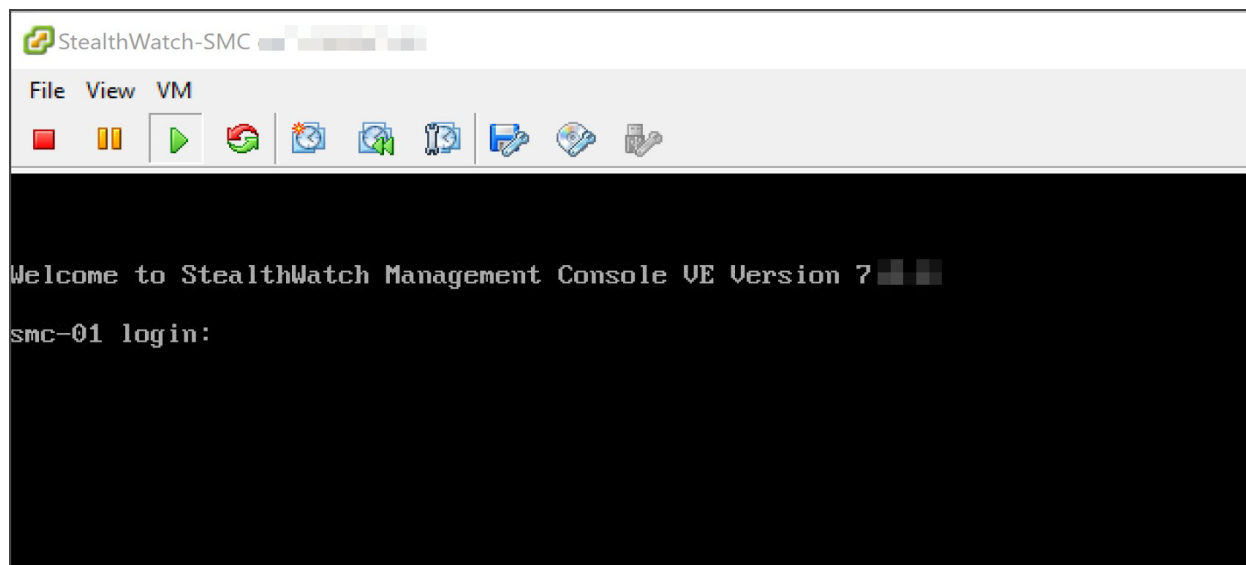 StealthWatch-SMC
File View VM
Welcome to StealthWatch Management Console VE Version 7
smc-01 login: